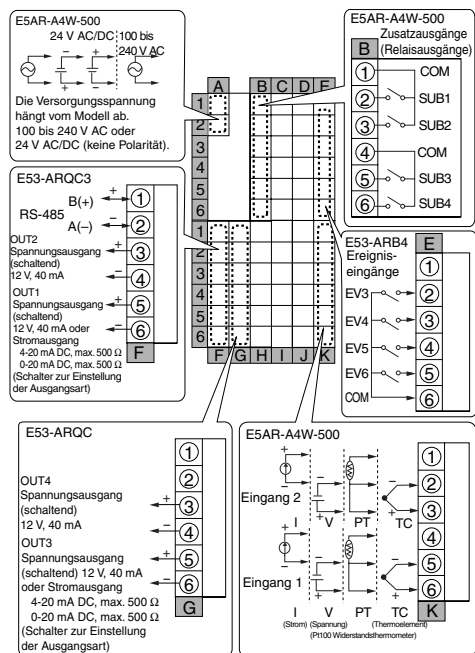 E5AR-A4W-500
24 V AC/DC 100 bis
240 V AC
Die Versorgungsspannung
hängt vom Modell ab.
100 bis 240 V AC oder
24 V AC/DC (keine Polarität).
A B C D E
1
2
3
4
5
6
1
2
3
4
5
6
F G H I J K
E5AR-A4W-500
Zusatzausgänge
(Relaisausgänge)
B
1 COM
2 SUB1
3 SUB2
4 COM
5 SUB3
6 SUB4
E53-ARQC3
B(+) + 1
RS-485
A(−) − 2
OUT2
Spannungsausgang + 3
(schaltend)
12 V, 40 mA − 4
OUT1
Spannungsausgang + 5
(schaltend)
12 V, 40 mA oder − 6
Stromausgang
4-20 mA DC, max. 500 Ω
0-20 mA DC, max. 500 Ω
(Schalter zur Einstellung
der Ausgangsart)
F
E53-ARB4
Ereignis-
eingänge
E
1
EV3 2
EV4 3
EV5 4
EV6 5
COM 6
E53-ARQC
1
2
OUT4
Spannungsausgang
(schaltend) + 3
12 V, 40 mA − 4
OUT3
Spannungsausgang + 5
(schaltend) 12 V, 40 mA
oder Stromausgang − 6
4-20 mA DC, max. 500 Ω
0-20 mA DC, max. 500 Ω
(Schalter zur Einstellung
der Ausgangsart)
G
E5AR-A4W-500
1
2
3
4
5
6
K
Eingang 2
I V PT TC
Eingang 1
I V PT TC
(Strom) (Spannung) (Thermoelement)
(Pt100 Widerstandsthermometer)